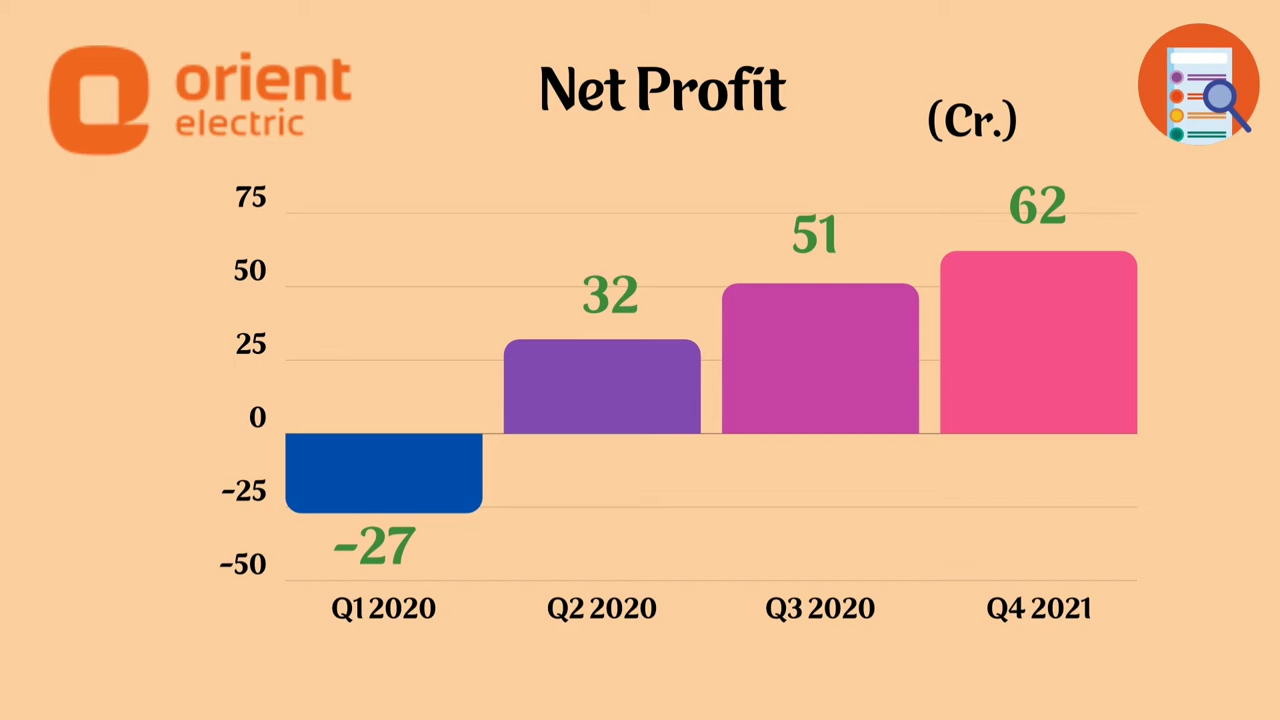 orient
electric
Net Profit
(Cr.)
75
50
25
0
-25
-50
-27
32
51
62
Q1 2020
Q2 2020
Q3 2020
Q4 2021